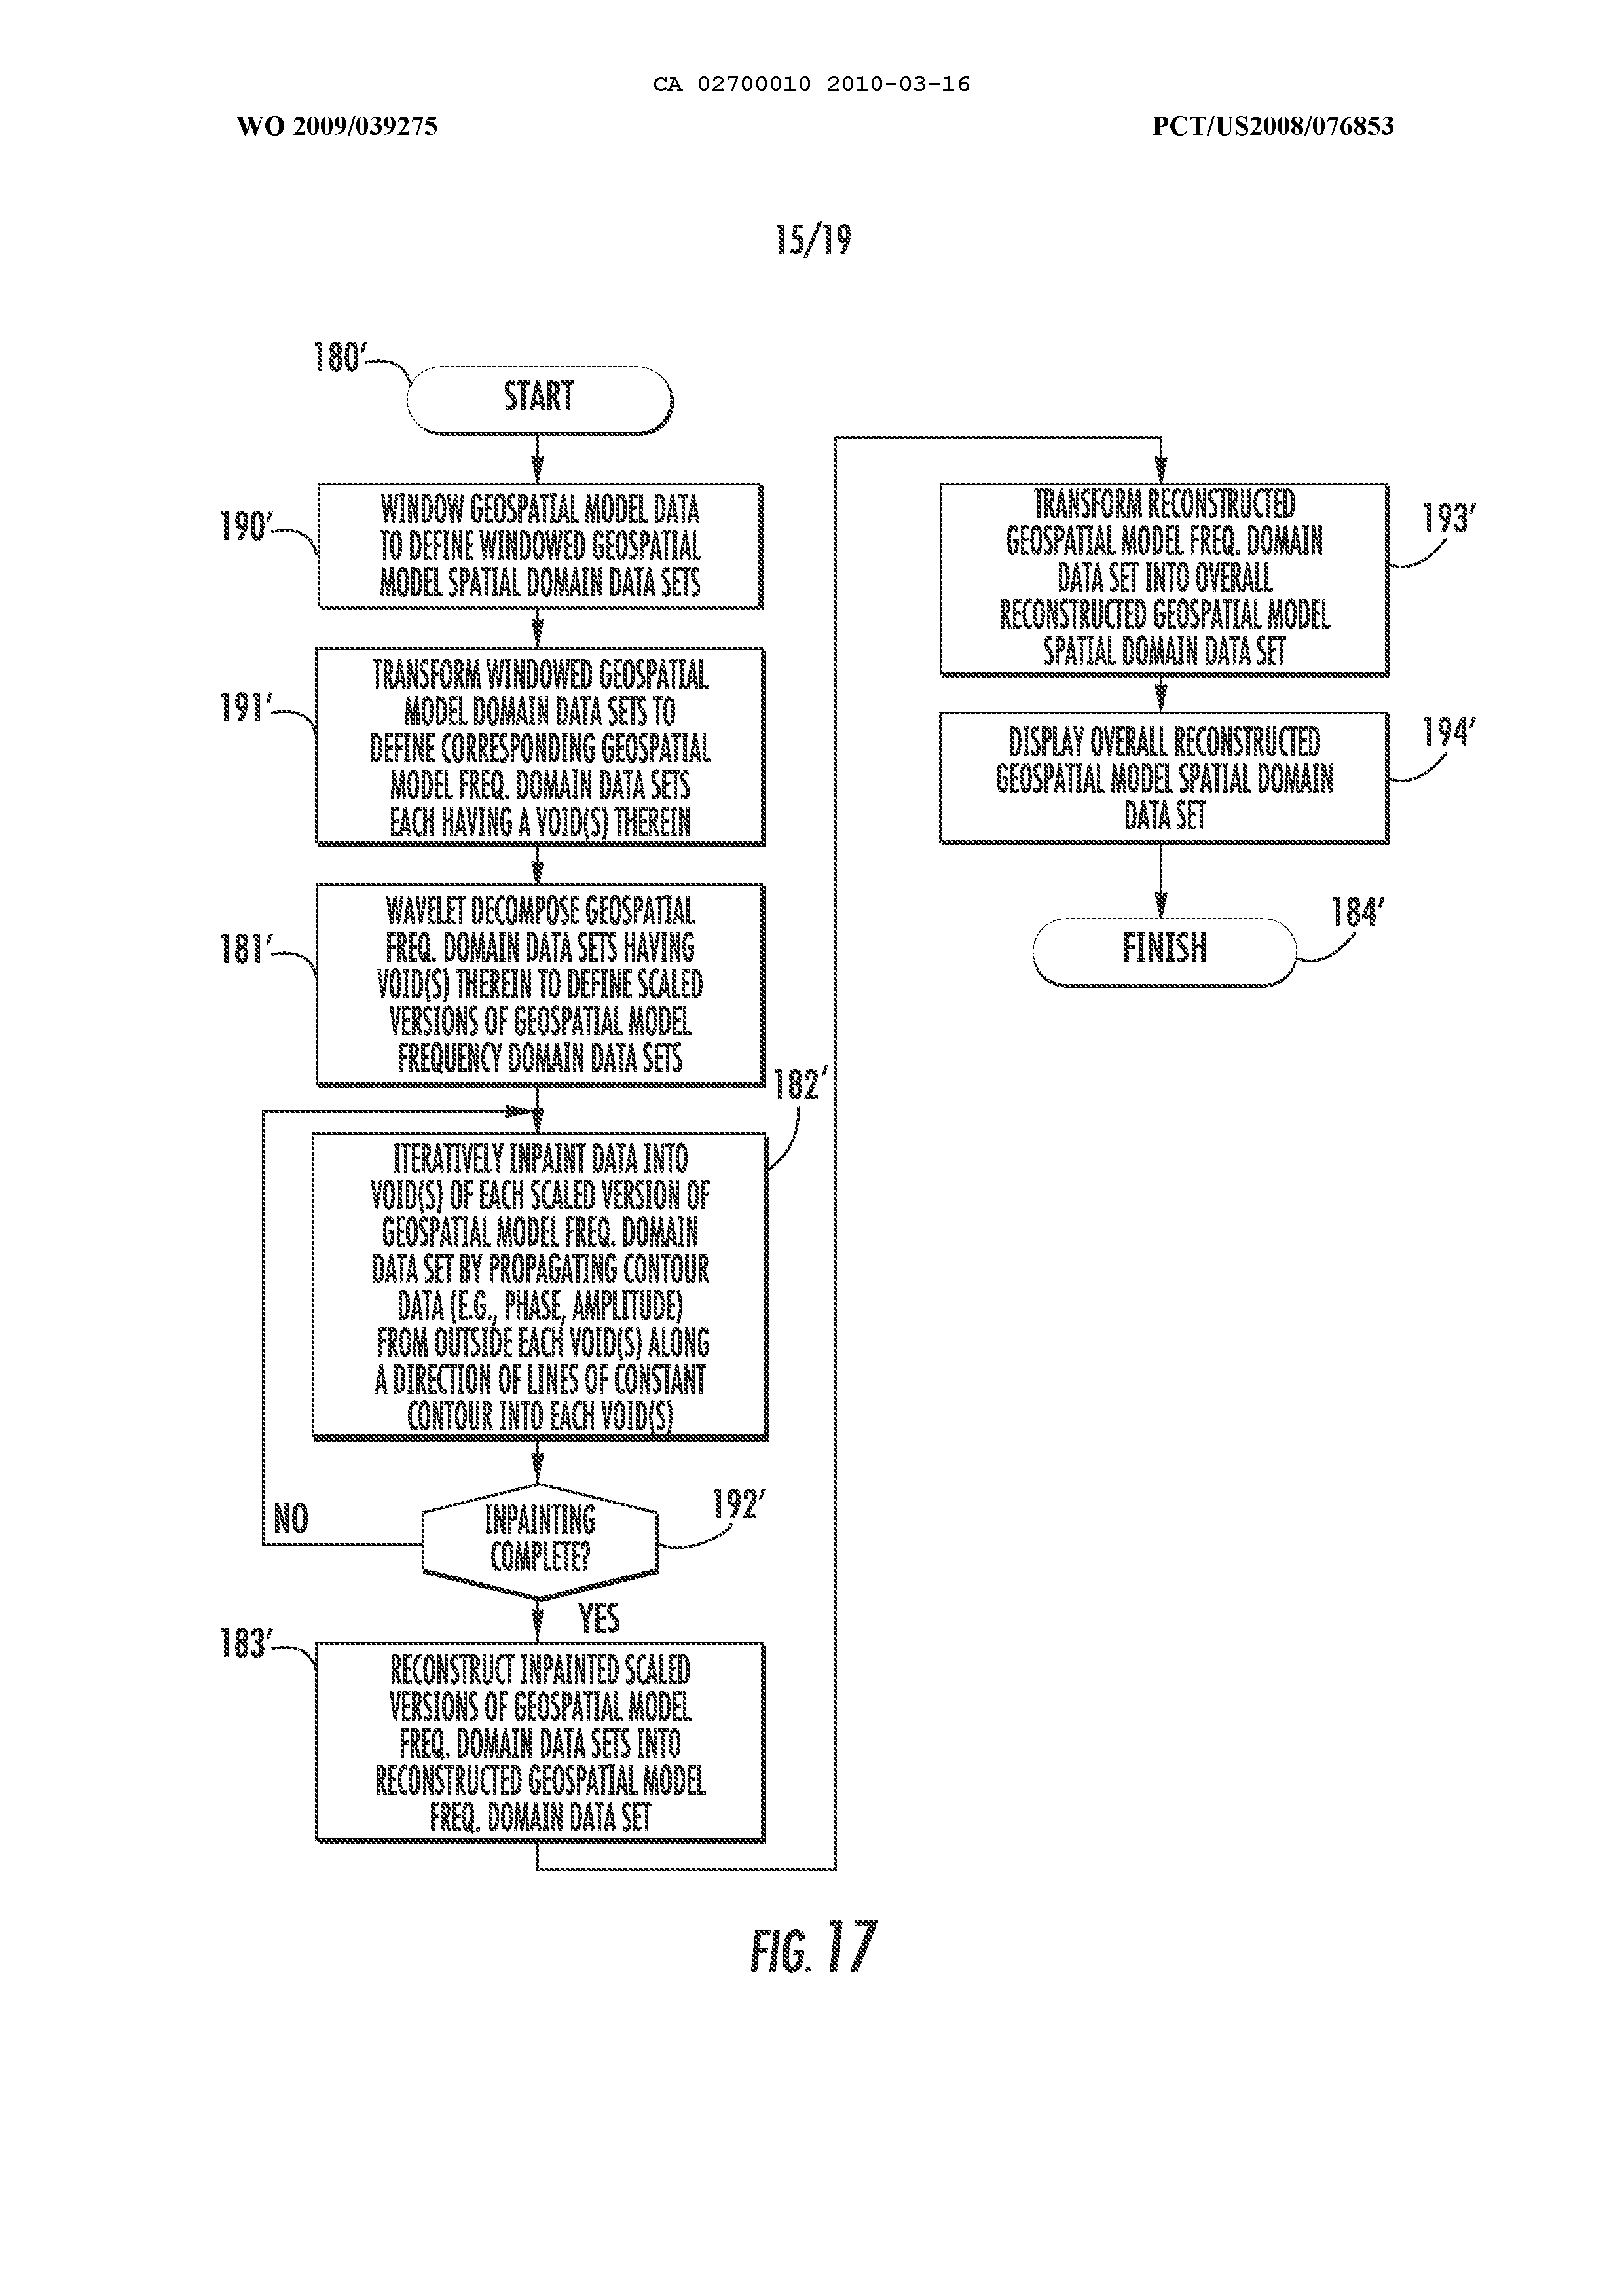 CA 02700010 2010-03-16
WO 2009/039275
PCT/US2008/076853
15/19
180'
START
190'
WINDOW GEOSPATIAL MODEL DATA
TO DEFINE WINDOWED GEOSPATIAL
MODEL SPATIAL DOMAIN DATA SETS
191'
TRANSFORM WINDOWED GEOSPATIAL
MODEL DOMAIN DATA SETS TO
DEFINE CORRESPONDING GEOSPATIAL
MODEL FREQ. DOMAIN DATA SETS
EACH HAVING A VOID(S) THEREIN
181'
WAVELET DECOMPOSE GEOSPATIAL
FREQ. DOMAIN DATA SETS HAVING
VOID(S) THEREIN TO DEFINE SCALED
VERSIONS OF GEOSPATIAL MODEL
FREQUENCY DOMAIN DATA SETS
182'
ITERATIVELY INPAINT DATA INTO
VOID(S) OF EACH SCALED VERSION OF
GEOSPATIAL MODEL FREQ. DOMAIN
DATA SET BY PROPAGATING CONTOUR
DATA (E.G., PHASE, AMPLITUDE)
FROM OUTSIDE EACH VOID(S) ALONG
A DIRECTION OF LINES OF CONSTANT
CONTOUR INTO EACH VOID(S)
192'
INPAINTING
COMPLETE?
NO
YES
183'
RECONSTRUCT INPAINTED SCALED
VERSIONS OF GEOSPATIAL MODEL
FREQ. DOMAIN DATA SETS INTO
RECONSTRUCTED GEOSPATIAL MODEL
FREQ. DOMAIN DATA SET
193'
TRANSFORM RECONSTRUCTED
GEOSPATIAL MODEL FREQ. DOMAIN
DATA SET INTO OVERALL
RECONSTRUCTED GEOSPATIAL MODEL
SPATIAL DOMAIN DATA SET
194'
DISPLAY OVERALL RECONSTRUCTED
GEOSPATIAL MODEL SPATIAL DOMAIN
DATA SET
184'
FINISH
FIG. 17